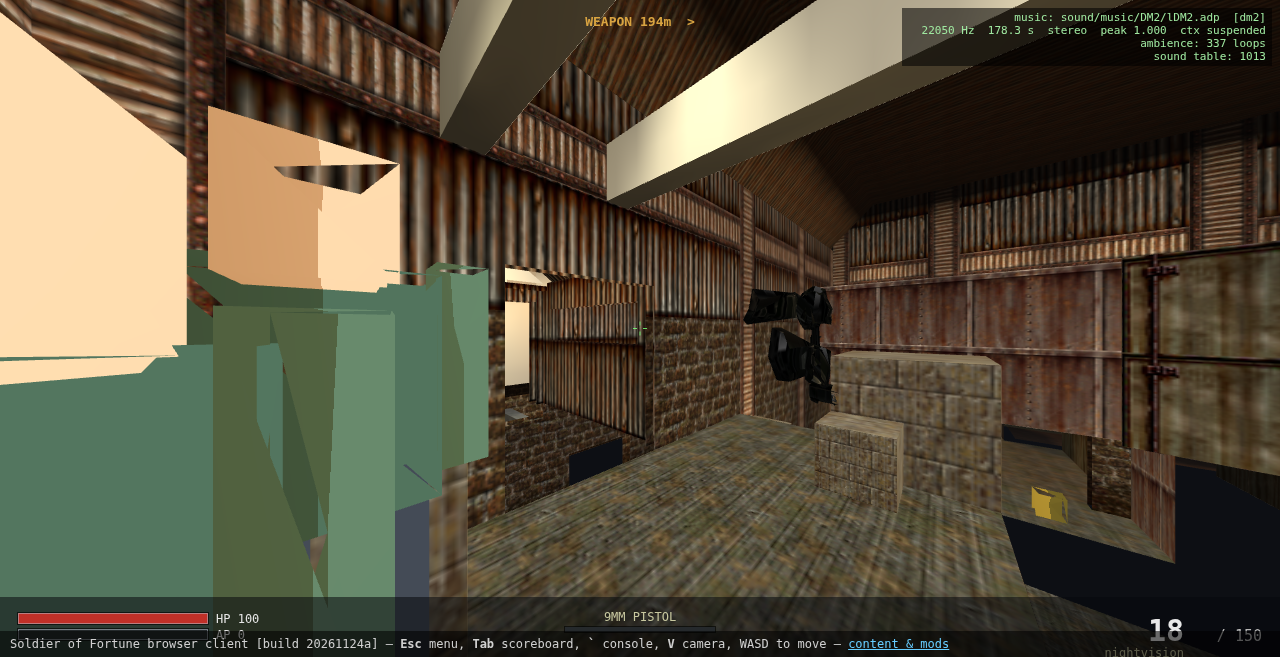 WEAPON 194m >
music: sound/music/DM2/lDM2.adp [dm2]
22050 Hz 178.3 s stereo peak 1.000 ctx suspended
ambience: 337 loops
sound table: 1013
HP 100
AP 0
9MM PISTOL
18 / 150
nightvision
Soldier of Fortune browser client [build 20261124a] — Esc menu, Tab scoreboard, ` console, V camera, WASD to move — content & mods